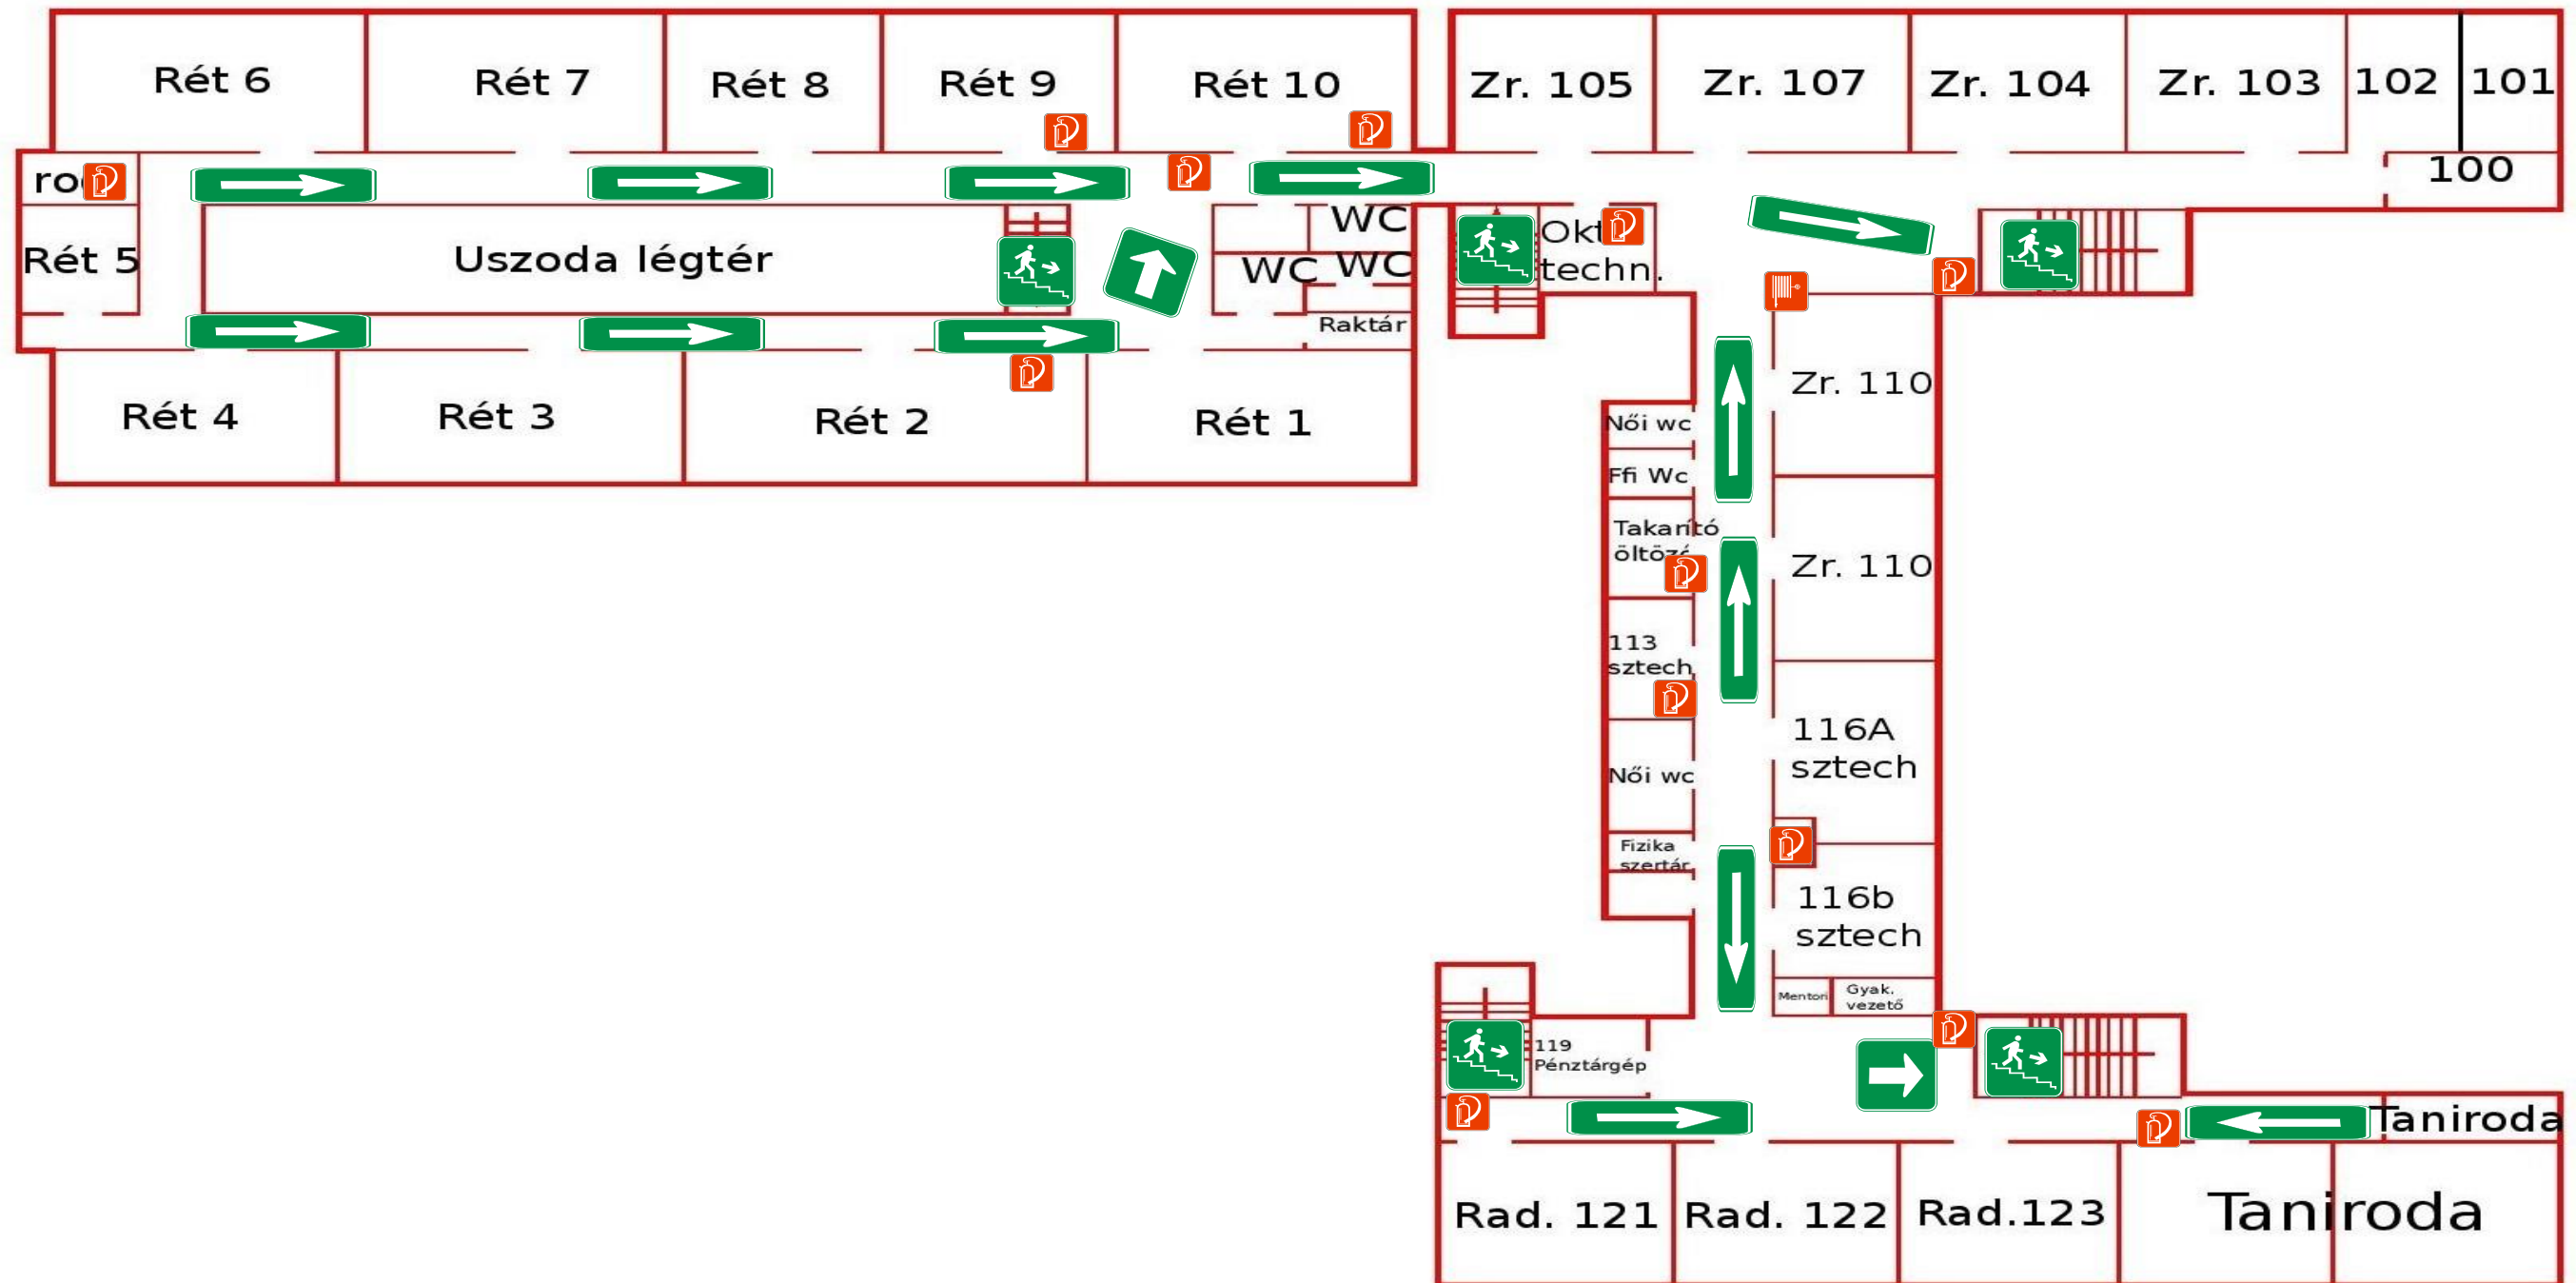 Rét 6
Rét 7
Rét 8
Rét 9
Rét 10
Zr. 105
Zr. 107
Zr. 104
Zr. 103
102
101
100
Rét 5
Uszoda légtér
WC
WC
WC
Raktár
techn.
Rét 4
Rét 3
Rét 2
Rét 1
Zr. 110
Női wc
Ffi Wc
Takarító
Zr. 110
113
sztech
116A
sztech
Női wc
Fizika
szertár
116b
sztech
Mentori
Gyak.
vezető
119
Pénztárgép
Taniroda
Rad. 121
Rad. 122
Rad.123
Taniroda